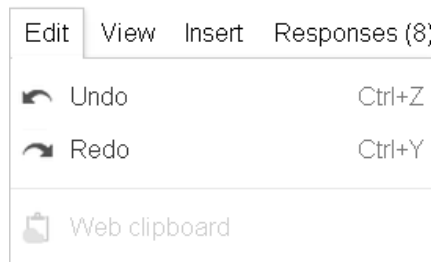 Edit View Insert Responses (8)
Undo Ctrl+Z
Redo Ctrl+Y
Web clipboard